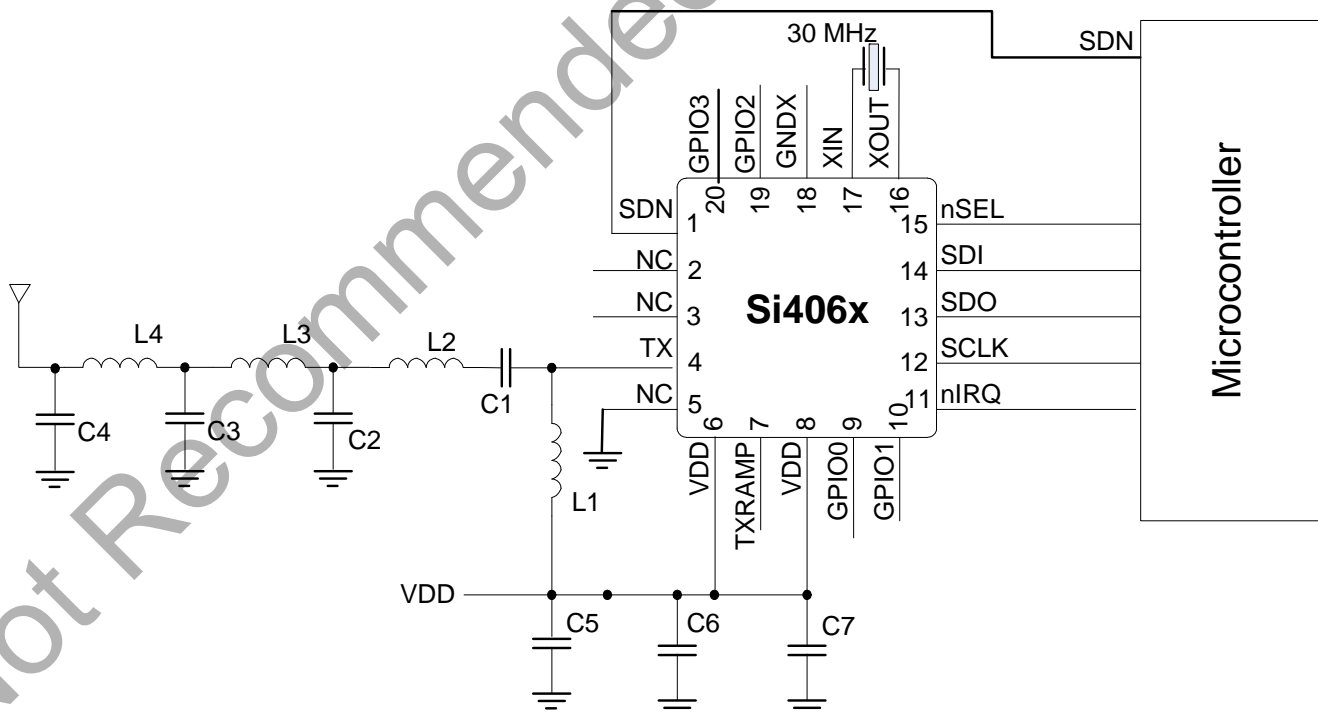 Not Recommended
30 MHz
SDN
GPIO3
GPIO2
GNDX
XIN
XOUT
20
19
18
17
16
SDN
1
15
nSEL
NC
2
14
SDI
NC
3
Si406x
13
SDO
TX
4
12
SCLK
NC
5
11
nIRQ
6
7
8
9
10
VDD
TXRAMP
VDD
GPIO0
GPIO1
Microcontroller
L4
L3
L2
C1
C4
C3
C2
L1
VDD
C5
C6
C7